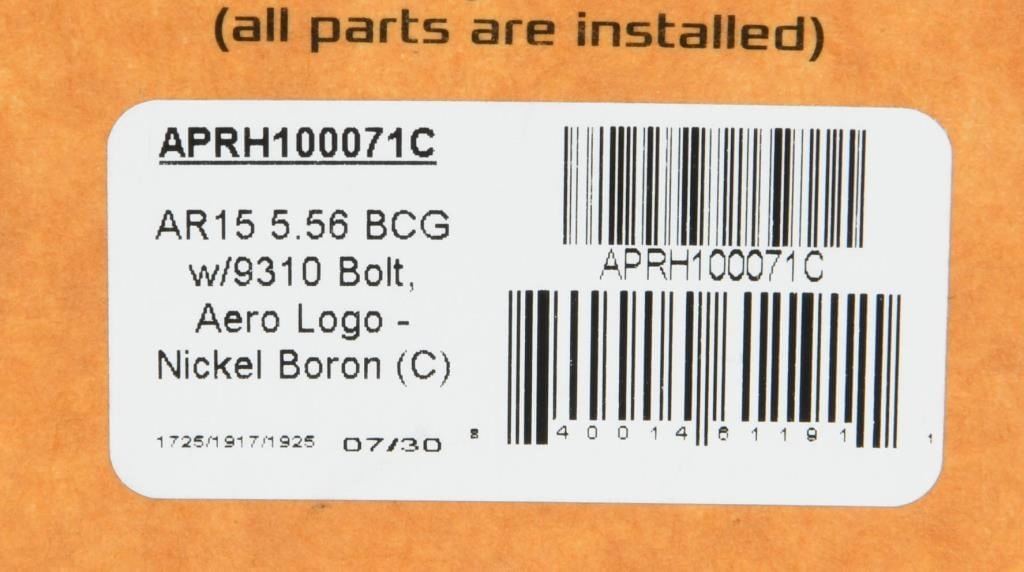 (all parts are installed)
APRH100071C
AR15 5.56 BCG
w/9310 Bolt,
Aero Logo -
Nickel Boron (C)
1725/1917/1925 07/30
APRH100071C
8 40014 61191 1